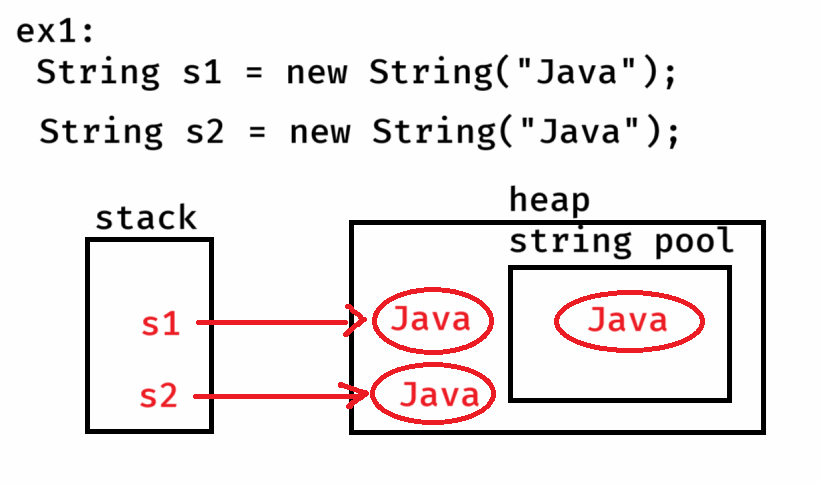 ex1:
String s1 = new String("Java");
String s2 = new String("Java");
stack
heap
string pool
s1
Java
Java
s2
Java